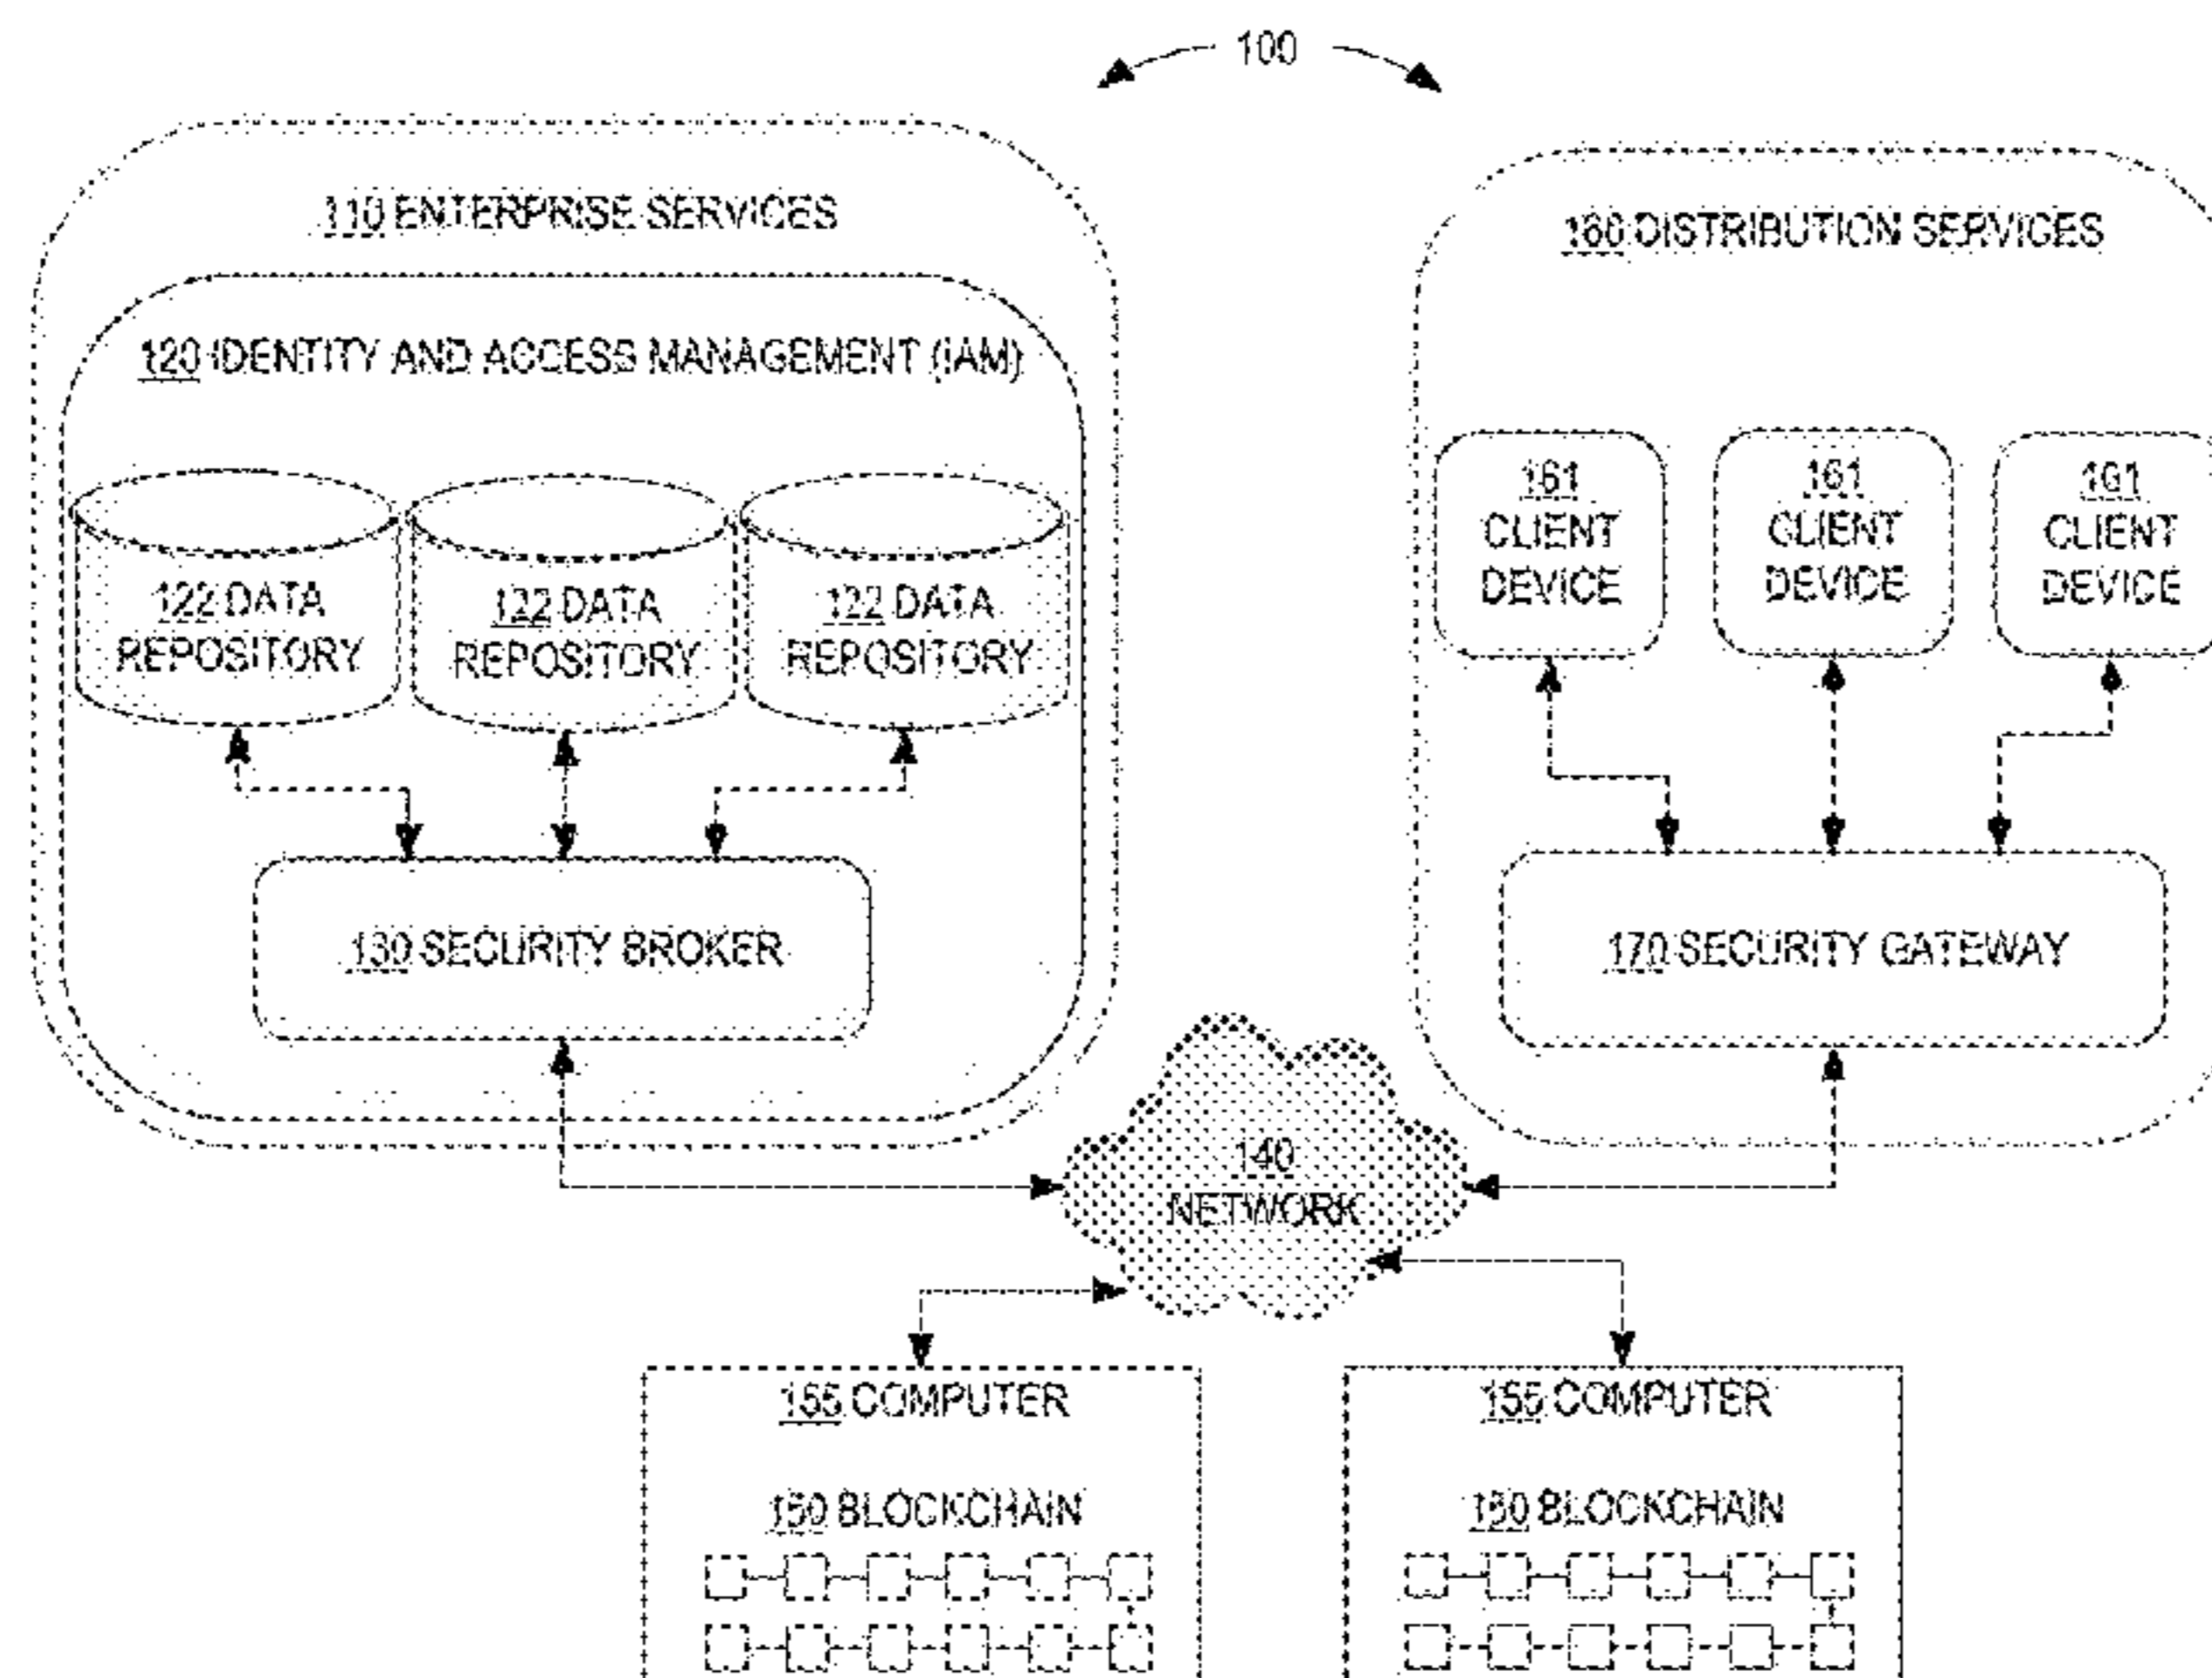 100
110 ENTERPRISE SERVICES
120 IDENTITY AND ACCESS MANAGEMENT (IAM)
122 DATA
REPOSITORY
122 DATA
REPOSITORY
122 DATA
REPOSITORY
130 SECURITY BROKER
160 DISTRIBUTION SERVICES
161
CLIENT
DEVICE
161
CLIENT
DEVICE
161
CLIENT
DEVICE
170 SECURITY GATEWAY
140
NETWORK
155 COMPUTER
150 BLOCKCHAIN
155 COMPUTER
150 BLOCKCHAIN